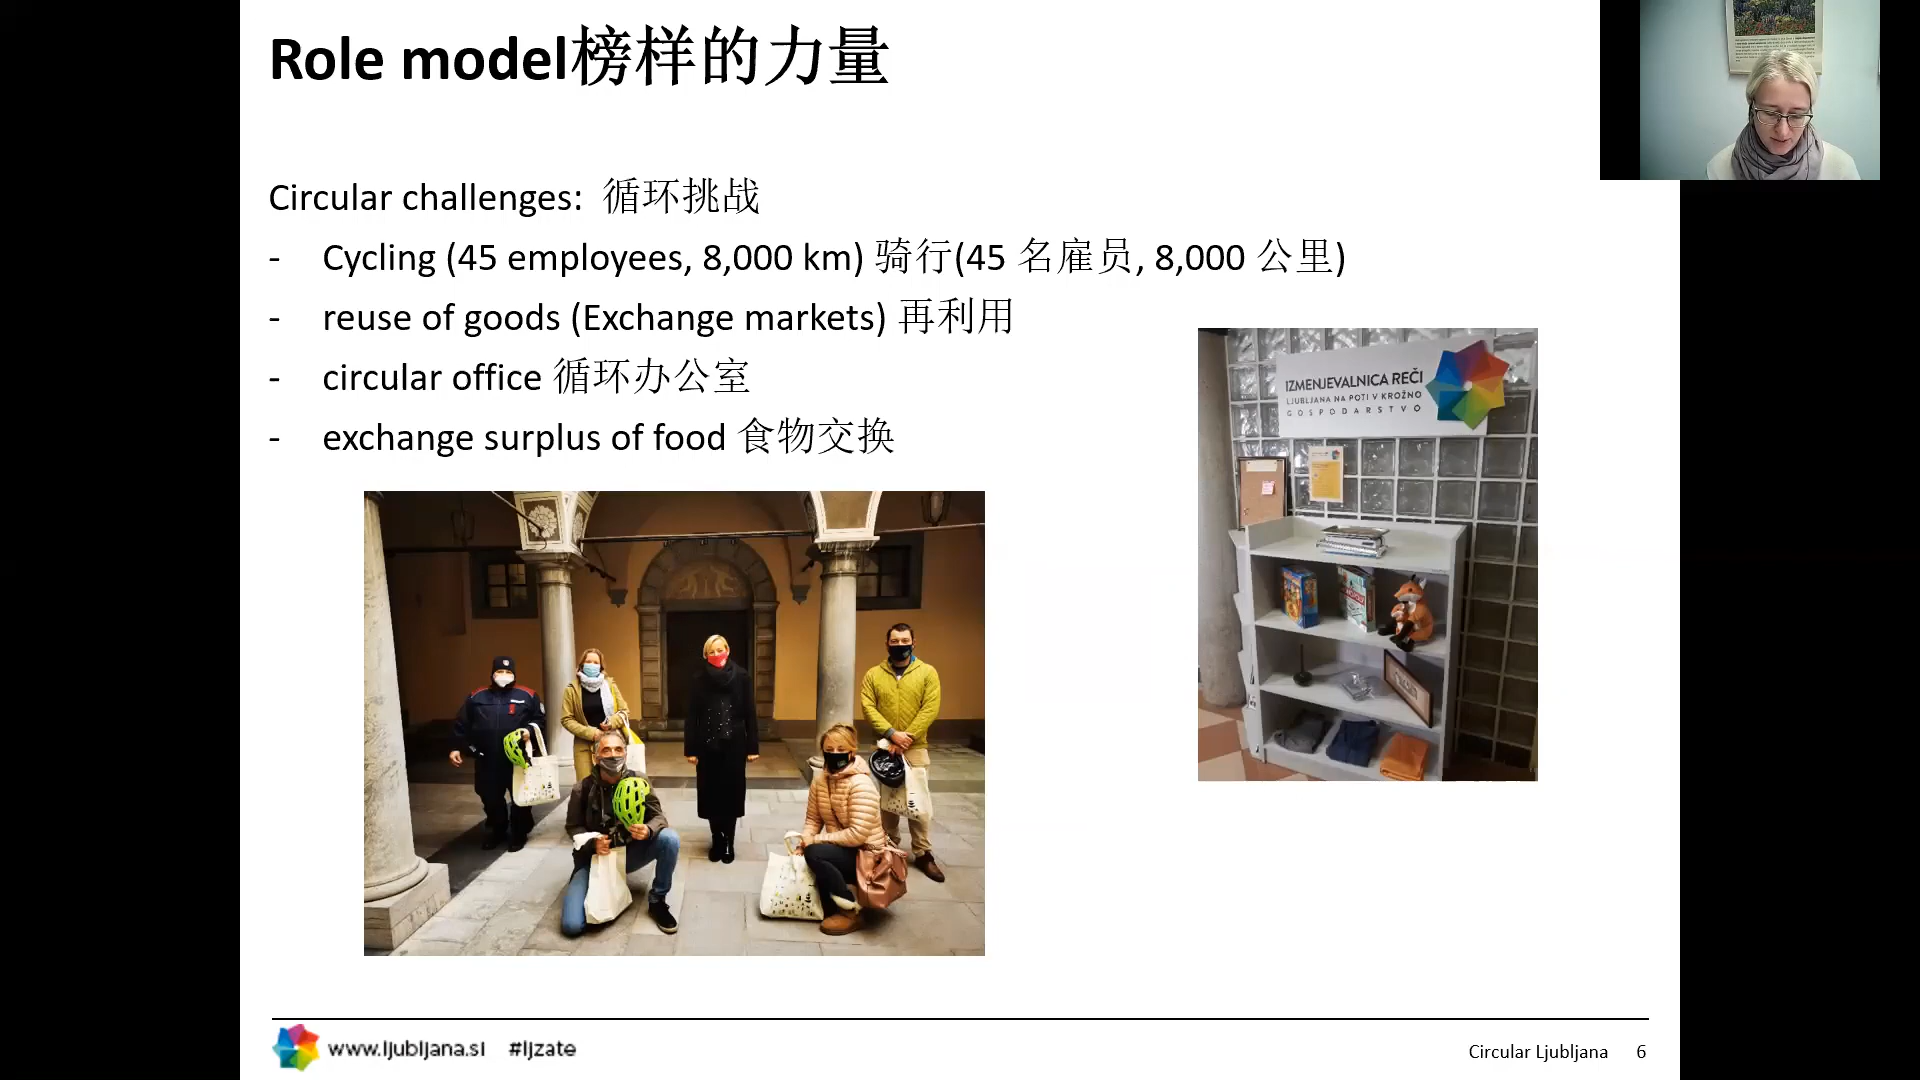 Role model榜样的力量
Circular challenges: 循环挑战
- Cycling (45 employees, 8,000 km) 骑行(45 名雇员, 8,000 公里)
- reuse of goods (Exchange markets) 再利用
- circular office 循环办公室
- exchange surplus of food 食物交换
IZMENJEVALNICA REČI
LJUBLJANA NA POTI V KROŽNO
GOSPODARSTVO
www.ljubljana.si #ljzate
Circular Ljubljana 6